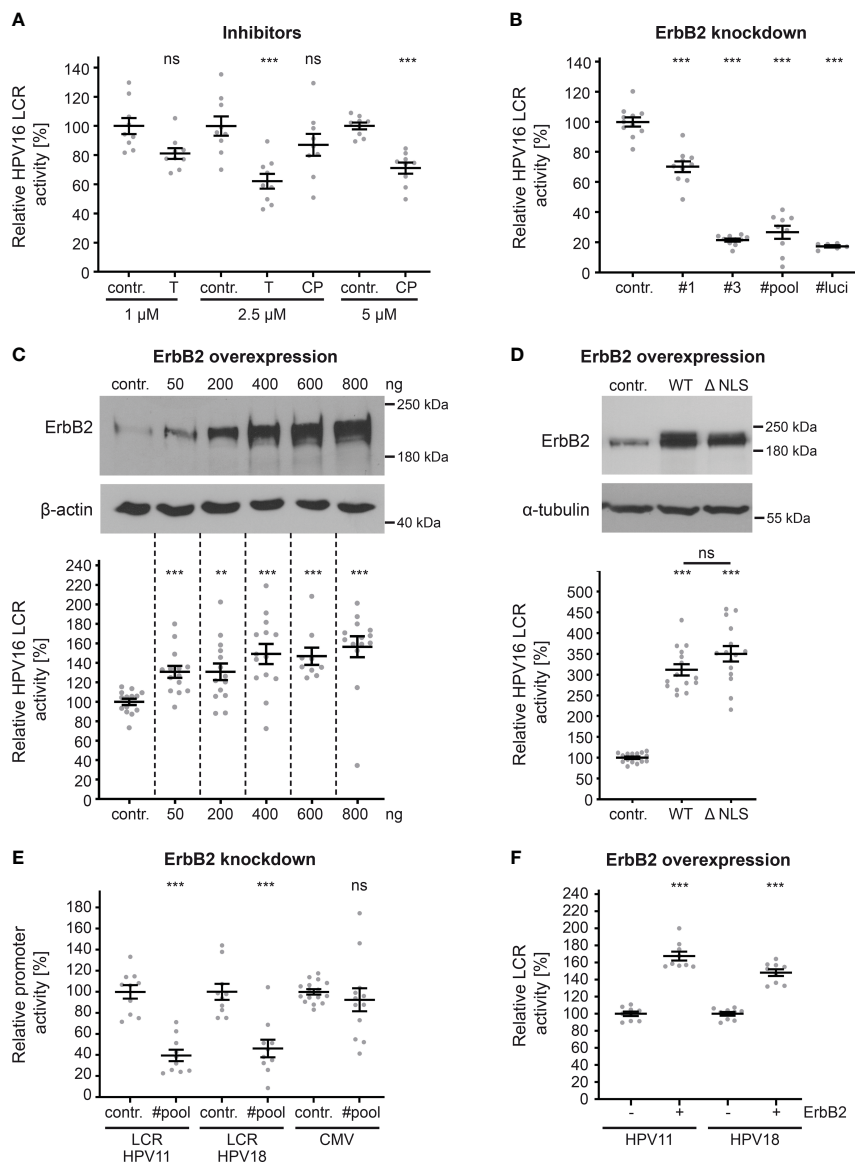 A
Inhibitors
ns *** ns ***
Relative HPV16 LCR
activity [%]
140
120
100
80
60
40
20
0
contr. T contr. T CP contr. CP
1 µM 2.5 µM 5 µM
B
ErbB2 knockdown
*** *** *** ***
Relative HPV16 LCR
activity [%]
140
120
100
80
60
40
20
0
contr. #1 #3 #pool #luci
C
ErbB2 overexpression
contr. 50 200 400 600 800 ng
ErbB2
250 kDa
180 kDa
β-actin
40 kDa
*** ** *** *** ***
Relative HPV16 LCR
activity [%]
240
220
200
180
160
140
120
100
80
60
40
20
0
contr. 50 200 400 600 800 ng
D
ErbB2 overexpression
contr. WT Δ NLS
ErbB2
250 kDa
180 kDa
α-tubulin
55 kDa
ns
*** ***
Relative HPV16 LCR
activity [%]
500
450
400
350
300
250
200
150
100
50
0
contr. WT Δ NLS
E
ErbB2 knockdown
*** *** ns
Relative promoter
activity [%]
180
160
140
120
100
80
60
40
20
0
contr. #pool contr. #pool contr. #pool
LCR LCR CMV
HPV11 HPV18
F
ErbB2 overexpression
*** ***
Relative LCR
activity [%]
240
220
200
180
160
140
120
100
80
60
40
20
0
- + - + ErbB2
HPV11 HPV18